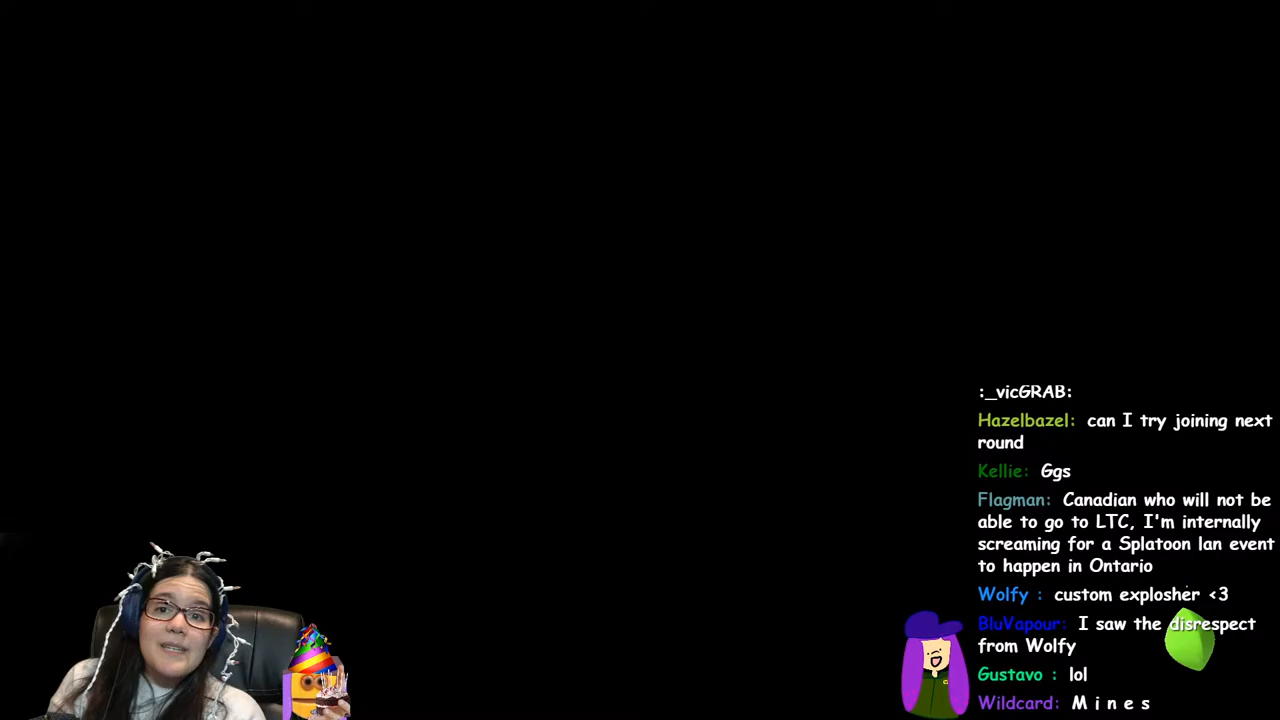 :_vicGRAB:
Hazelbazel: can I try joining next
round
Kellie: Ggs
Flagman: Canadian who will not be
able to go to LTC, I'm internally
screaming for a Splatoon lan event
to happen in Ontario
Wolfy : custom explosher <3
BluVapour: I saw the disrespect
from Wolfy
Gustavo : lol
Wildcard: M i n e s